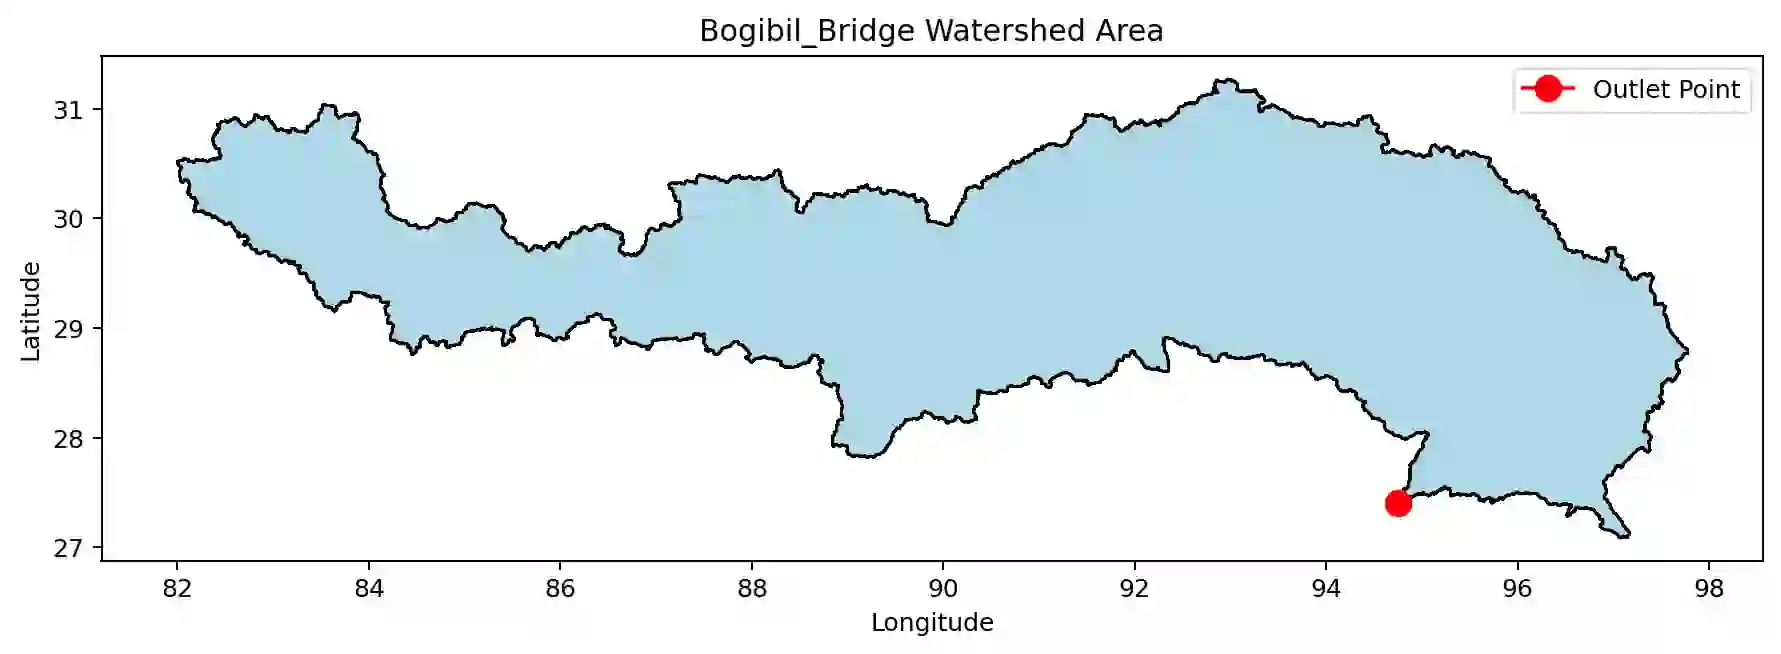 Bogibil_Bridge Watershed Area
Outlet Point
31
30
29
28
27
Latitude
82 84 86 88 90 92 94 96 98
Longitude